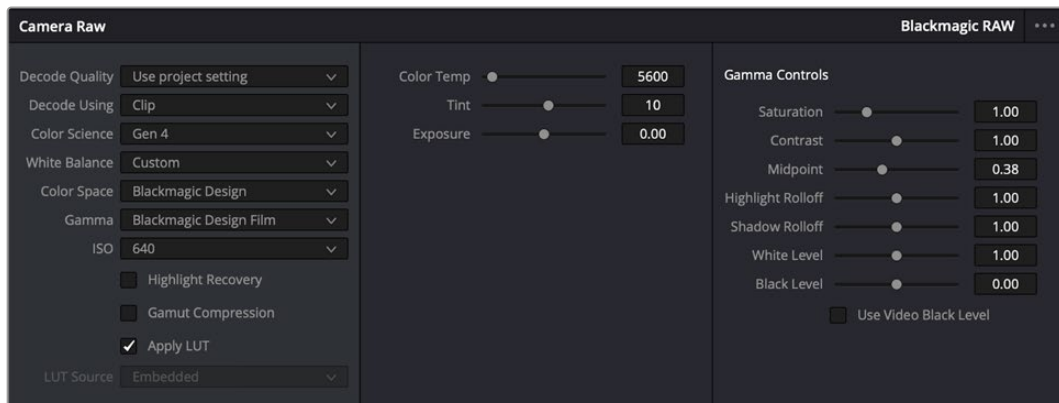 Camera Raw
Blackmagic RAW
Decode Quality Use project setting
Decode Using Clip
Color Science Gen 4
White Balance Custom
Color Space Blackmagic Design
Gamma Blackmagic Design Film
ISO 640
Highlight Recovery
Gamut Compression
Apply LUT
LUT Source Embedded
Color Temp 5600
Tint 10
Exposure 0.00
Gamma Controls
Saturation 1.00
Contrast 1.00
Midpoint 0.38
Highlight Rolloff 1.00
Shadow Rolloff 1.00
White Level 1.00
Black Level 0.00
Use Video Black Level